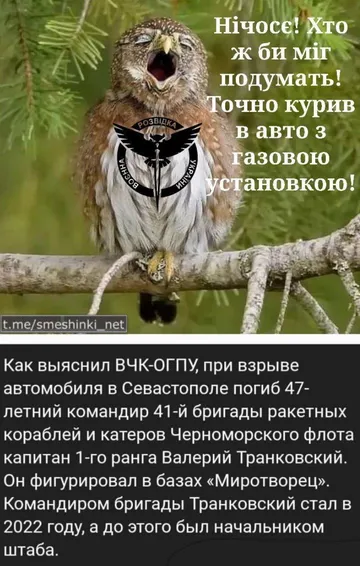 Нічосє! Хто
ж би міг
подумать!
Точно курив
в авто з
газовою
установкою!
РОЗВІДКА
ВОЄННА
УКРАЇНИ
t.me/smeshinki_net
Как выяснил ВЧК-ОГПУ, при взрыве
автомобиля в Севастополе погиб 47-
летний командир 41-й бригады ракетных
кораблей и катеров Черноморского флота
капитан 1-го ранга Валерий Транковский.
Он фигурировал в базах «Миротворец».
Командиром бригады Транковский стал в
2022 году, а до этого был начальником
штаба.